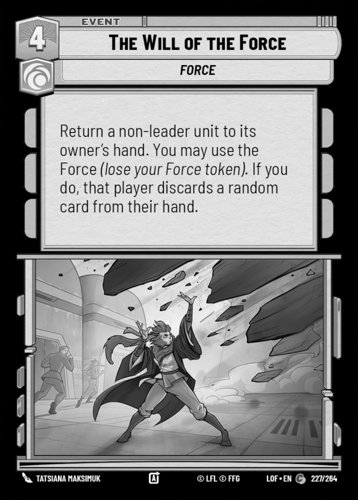 EVENT
4
THE WILL OF THE FORCE
FORCE
Return a non-leader unit to its
owner's hand. You may use the
Force (lose your Force token). If you
do, that player discards a random
card from their hand.
TATSIANA MAKSIMUK
© LFL © FFG
LOF • EN C 227/264